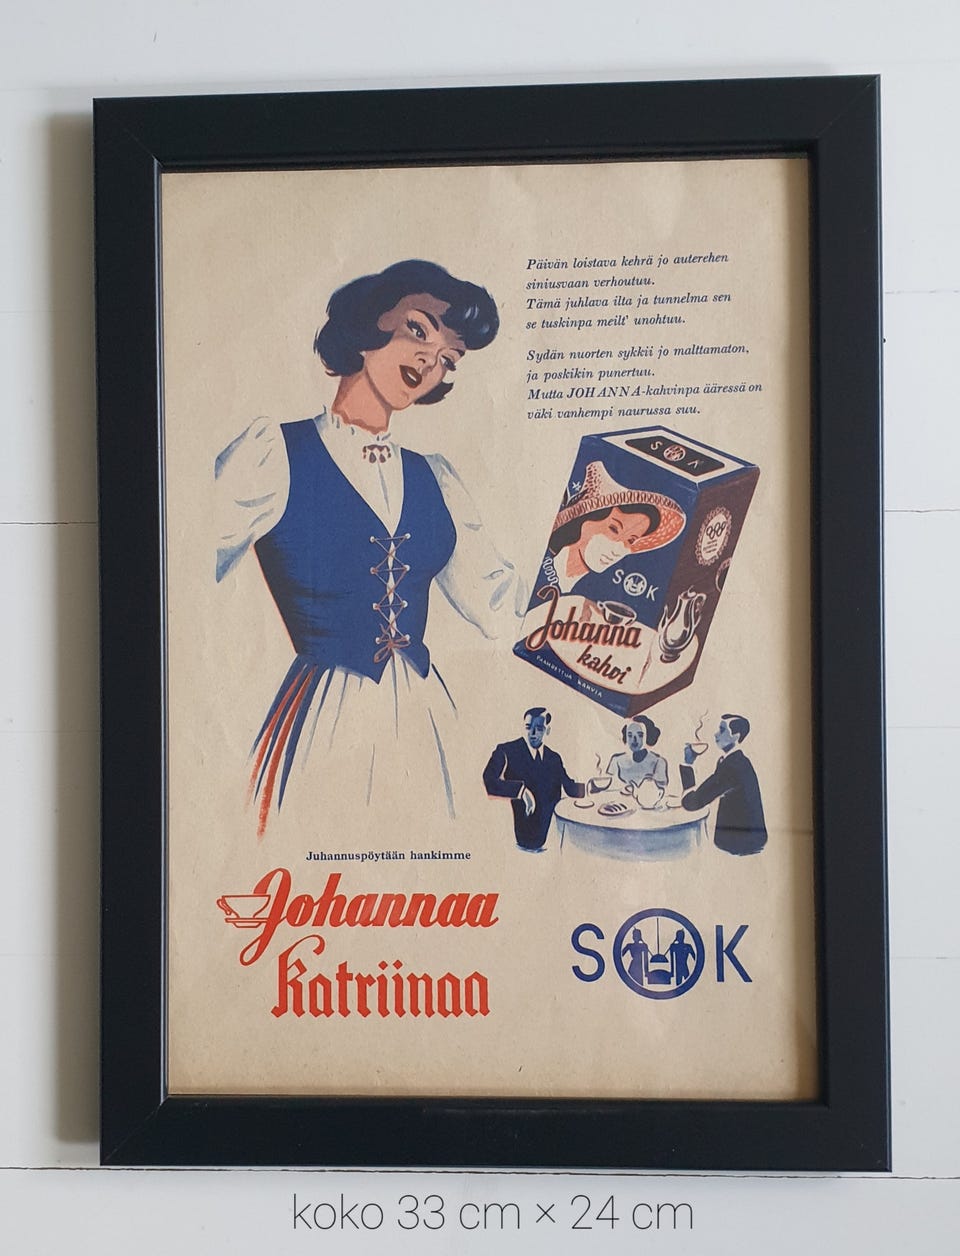 Päivän loistava kehrä jo auterehen
siniusvaan verhoutuu.
Tämä juhlava ilta ja tunnelma sen
se tuskinpa meilt' unohtuu.
Sydän nuorten sykkii jo malttamaton,
ja poskikin punertuu.
Mutta JOHANNA-kahvinpa ääressä on
väki vanhempi naurussa suu.
S K
SOK
Johanna
kahvi
PAAHDETTUA KAHVIA
Juhannuspöytään hankimme
Johannaa
Katriinaa
SOK
koko 33 cm × 24 cm